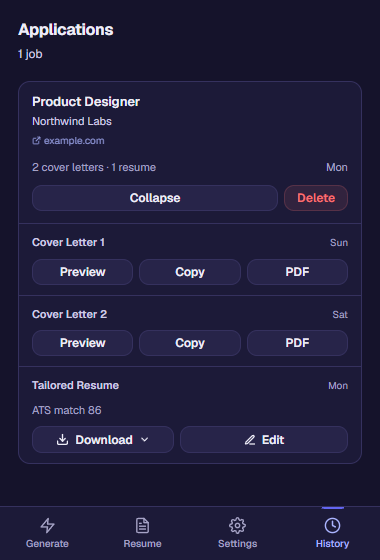 Applications
1 job
Product Designer
Northwind Labs
example.com
2 cover letters · 1 resume Mon
Collapse Delete
Cover Letter 1 Sun
Preview Copy PDF
Cover Letter 2 Sat
Preview Copy PDF
Tailored Resume Mon
ATS match 86
Download Edit
Generate Resume Settings History